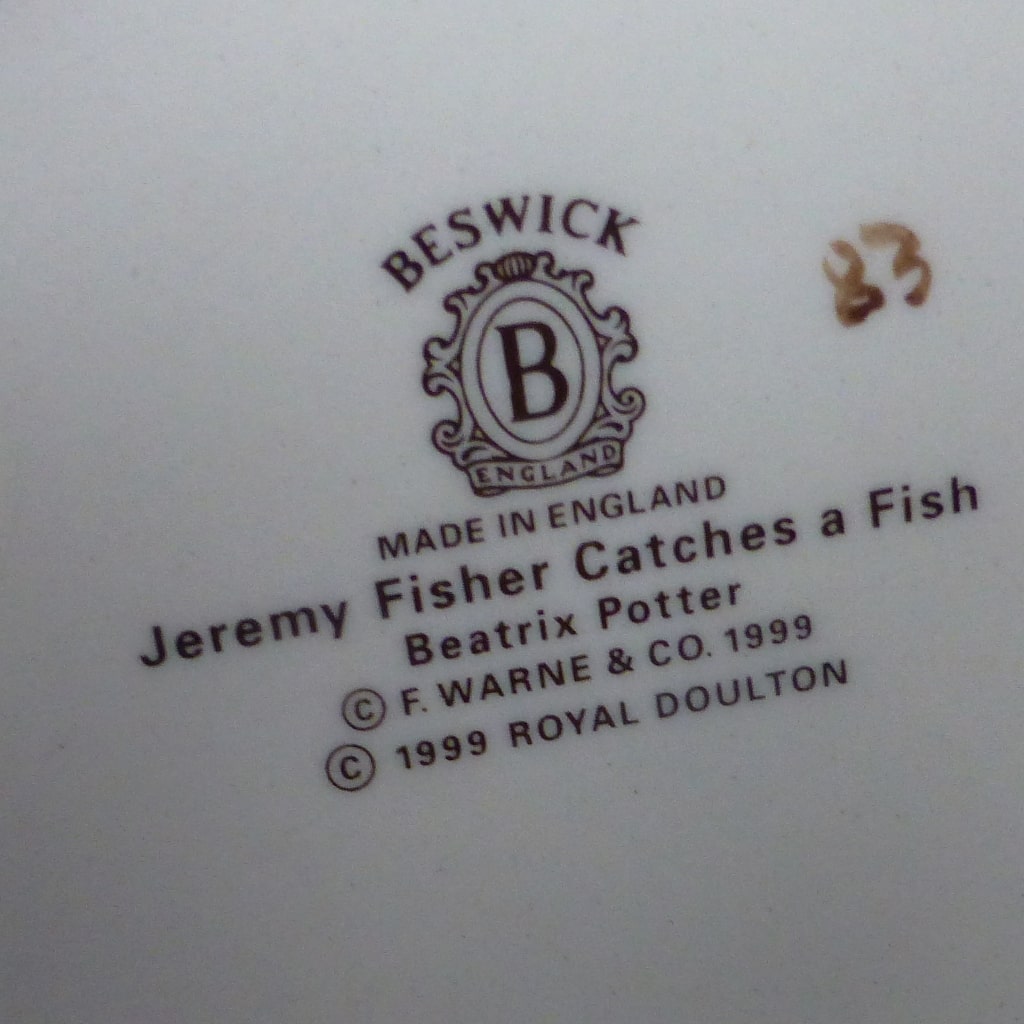 BESWICK
83
B
ENGLAND
MADE IN ENGLAND
Jeremy Fisher Catches a Fish
Beatrix Potter
© F. WARNE & CO. 1999
© 1999 ROYAL DOULTON